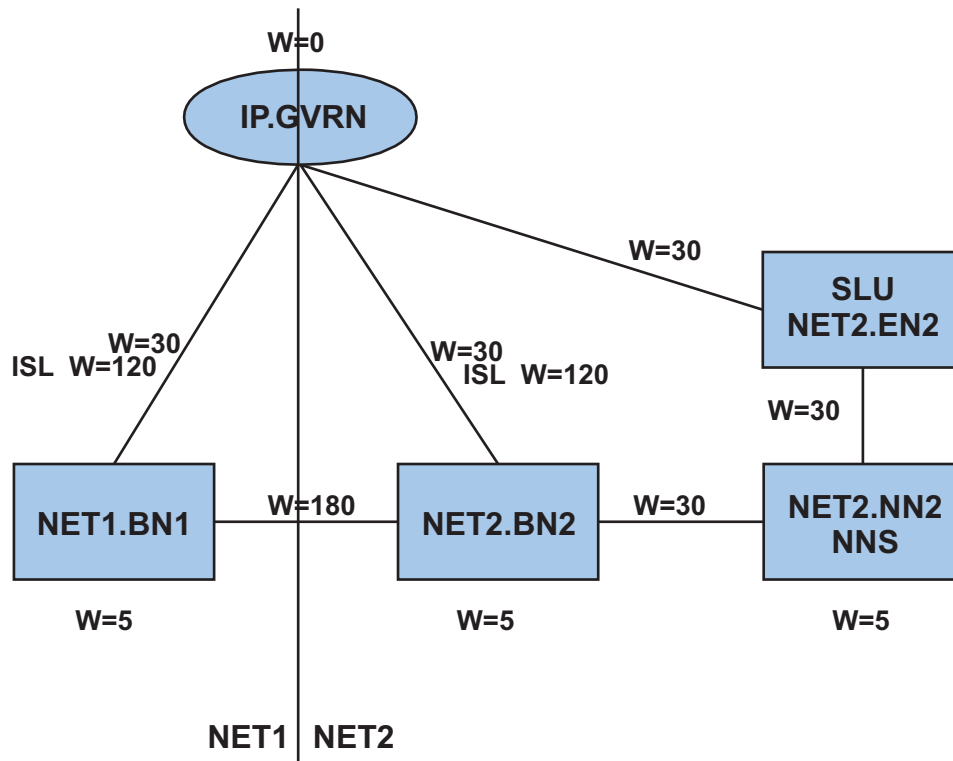 W=0
IP.GVRN
W=30
SLU
NET2.EN2
W=30
ISL W=120
W=30
ISL W=120
W=30
NET1.BN1
W=180
NET2.BN2
W=30
NET2.NN2
NNS
W=5
W=5
W=5
NET1
NET2